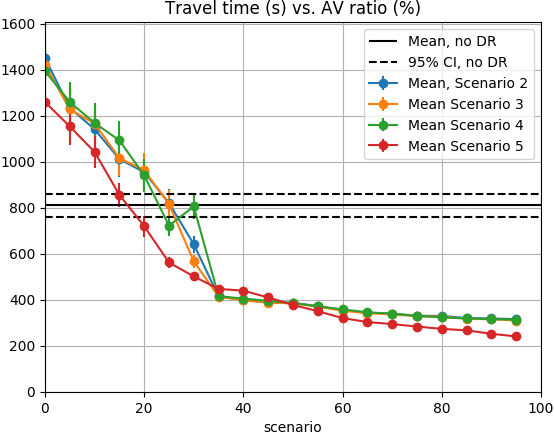 Travel time (s) vs. AV ratio (%)
1600
1400
1200
1000
800
600
400
200
0
Mean, no DR
95% CI, no DR
Mean, Scenario 2
Mean Scenario 3
Mean Scenario 4
Mean Scenario 5
0 20 40 60 80 100
scenario